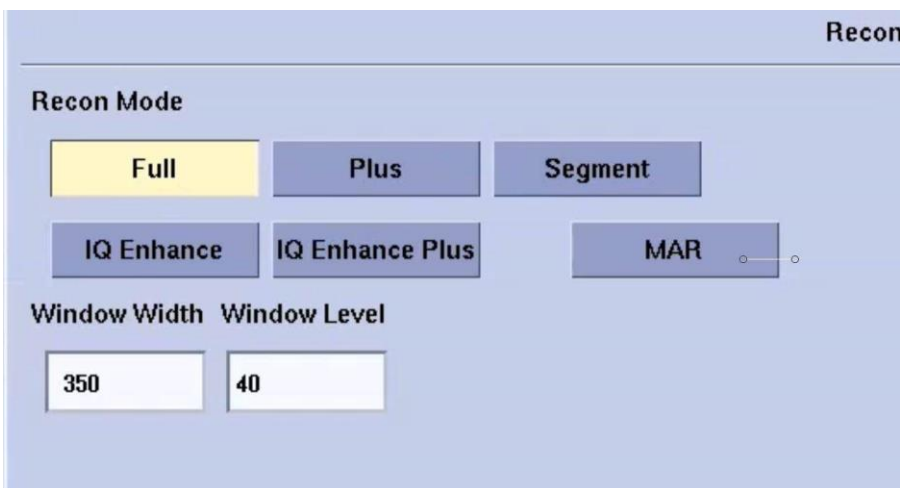 Recon
Recon Mode
Full Plus Segment
IQ Enhance IQ Enhance Plus MAR
Window Width Window Level
350 40